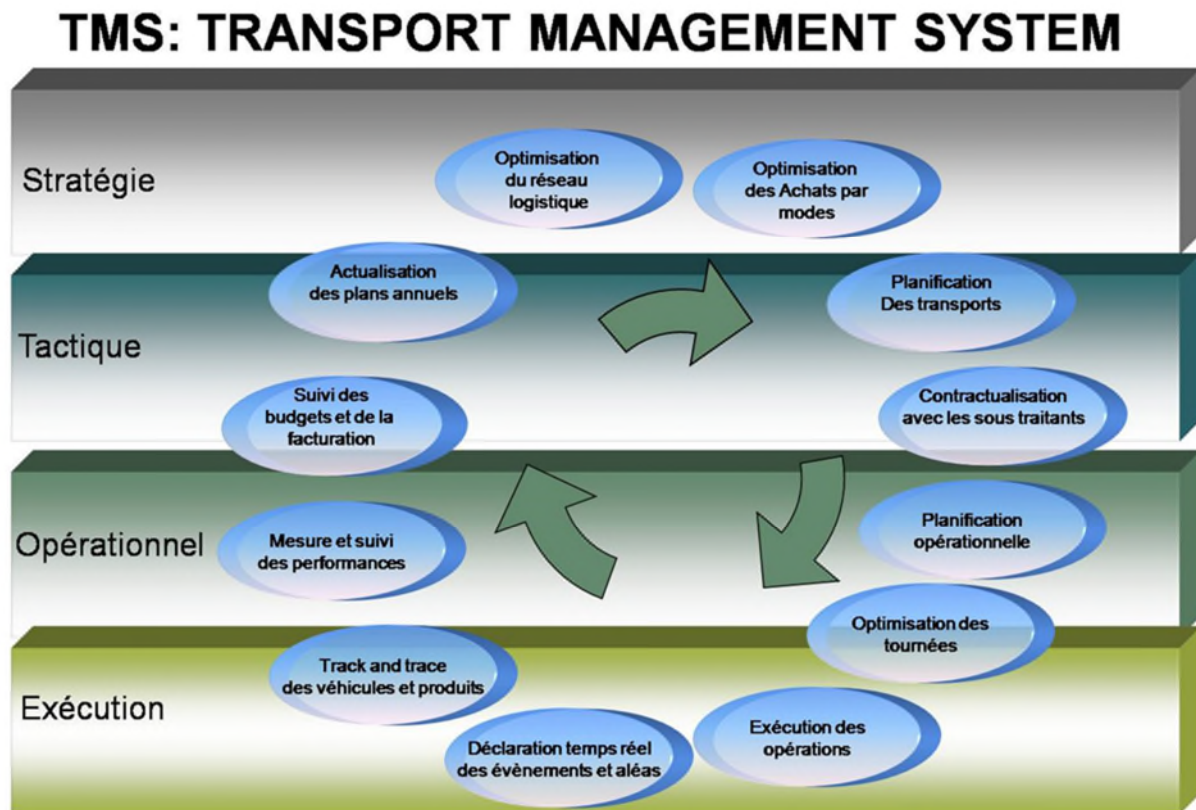 TMS: TRANSPORT MANAGEMENT SYSTEM
Stratégie
Optimisation
du réseau
logistique
Optimisation
des Achats par
modes
Tactique
Actualisation
des plans annuels
Planification
Des transports
Suivi des
budgets et de la
facturation
Contractualisation
avec les sous traitants
Opérationnel
Mesure et suivi
des performances
Planification
opérationnelle
Optimisation des
tournées
Exécution
Track and trace
des véhicules et produits
Déclaration temps réel
des évènements et aléas
Exécution des
opérations